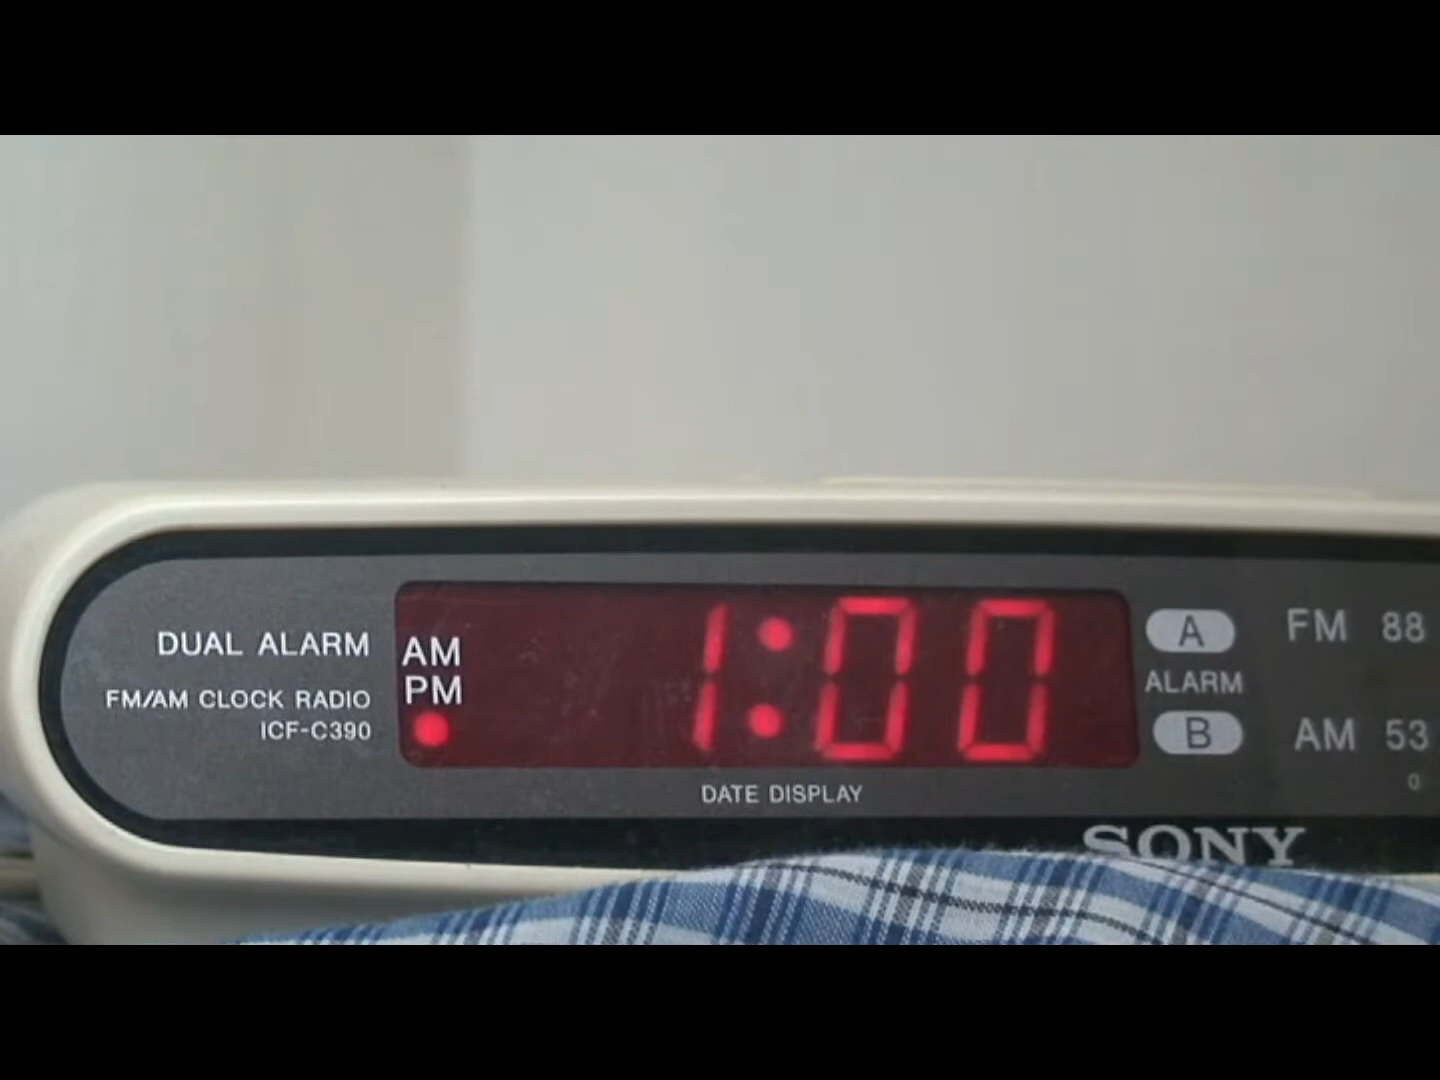 DUAL ALARM
FM/AM CLOCK RADIO
ICF-C390
AM
PM
1:00
DATE DISPLAY
A
ALARM
B
FM 88
AM 53
0
SONY